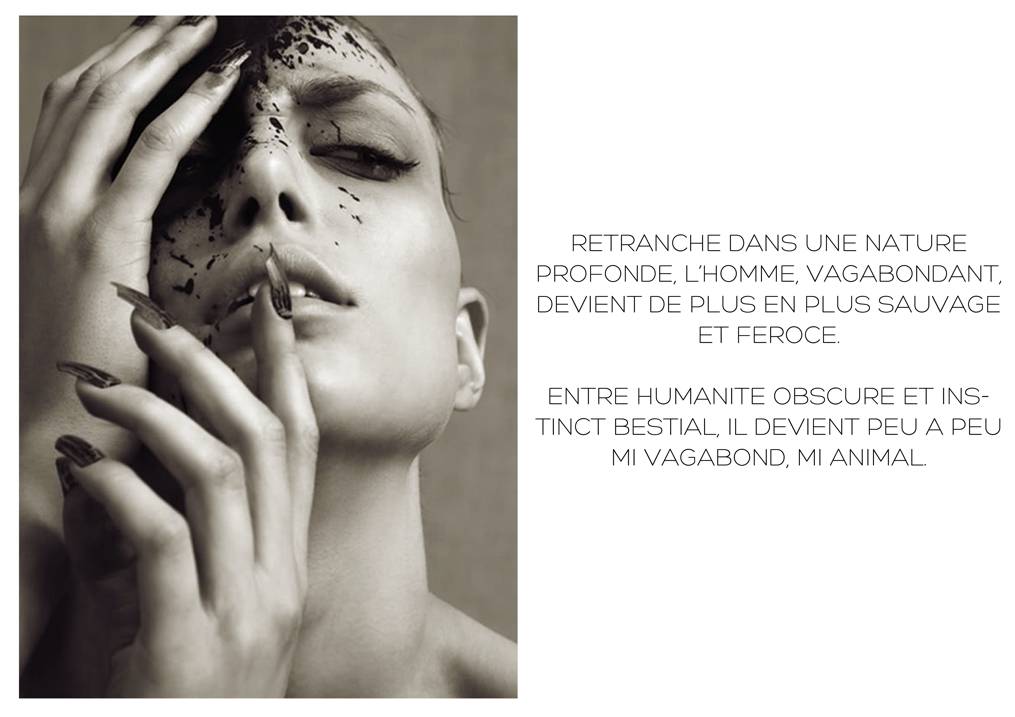 RETRANCHE DANS UNE NATURE
PROFONDE, L'HOMME, VAGABONDANT,
DEVIENT DE PLUS EN PLUS SAUVAGE
ET FEROCE.
ENTRE HUMANITE OBSCURE ET INS-
TINCT BESTIAL, IL DEVIENT PEU A PEU
MI VAGABOND, MI ANIMAL.